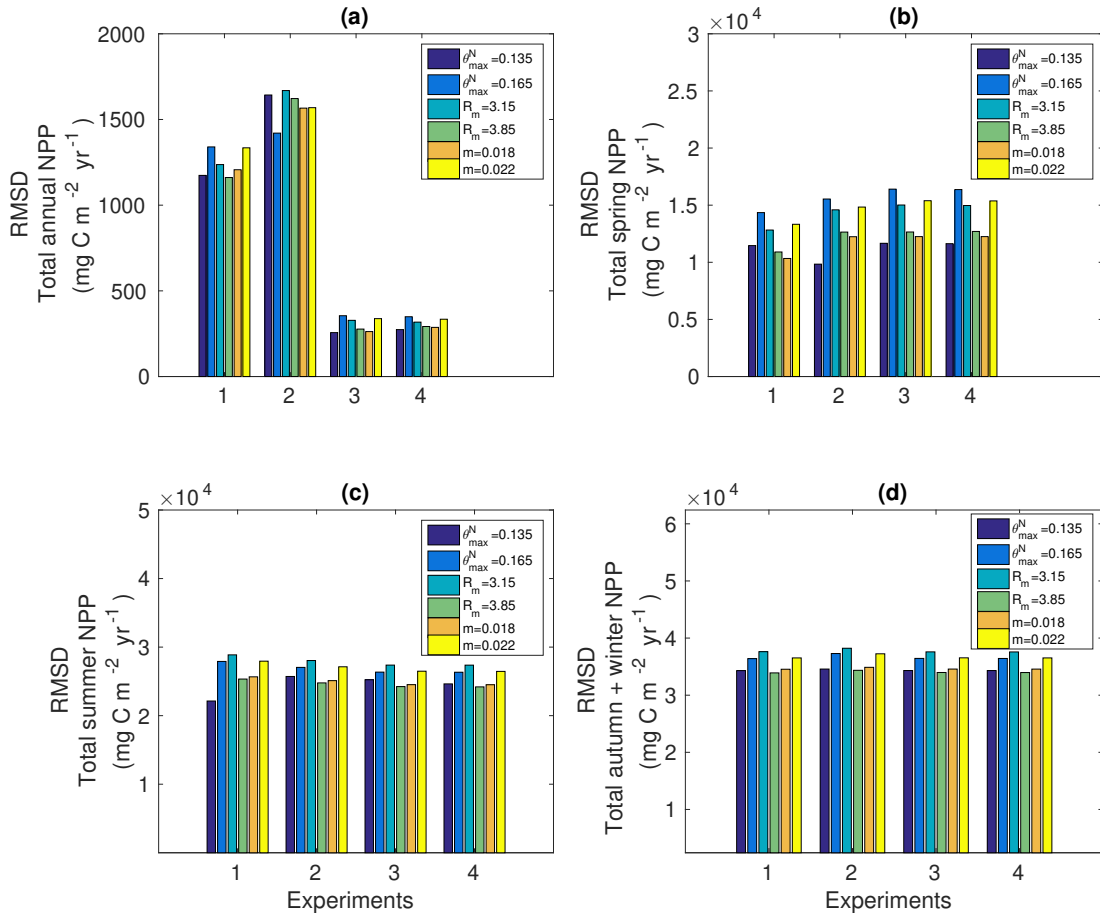 (a)
RMSD
Total annual NPP
(mg C m⁻² yr⁻¹)
2000
1500
1000
500
0
1 2 3 4
θᴺmax=0.135
θᴺmax=0.165
Rₘ=3.15
Rₘ=3.85
m=0.018
m=0.022
(b)
×10⁴
RMSD
Total spring NPP
(mg C m⁻² yr⁻¹)
3
2.5
2
1.5
1
0.5
0
1 2 3 4
θᴺmax=0.135
θᴺmax=0.165
Rₘ=3.15
Rₘ=3.85
m=0.018
m=0.022
(c)
×10⁴
RMSD
Total summer NPP
(mg C m⁻² yr⁻¹)
5
4
3
2
1
1 2 3 4
Experiments
θᴺmax=0.135
θᴺmax=0.165
Rₘ=3.15
Rₘ=3.85
m=0.018
m=0.022
(d)
×10⁴
RMSD
Total autumn + winter NPP
(mg C m⁻² yr⁻¹)
6
5
4
3
2
1
1 2 3 4
Experiments
θᴺmax=0.135
θᴺmax=0.165
Rₘ=3.15
Rₘ=3.85
m=0.018
m=0.022